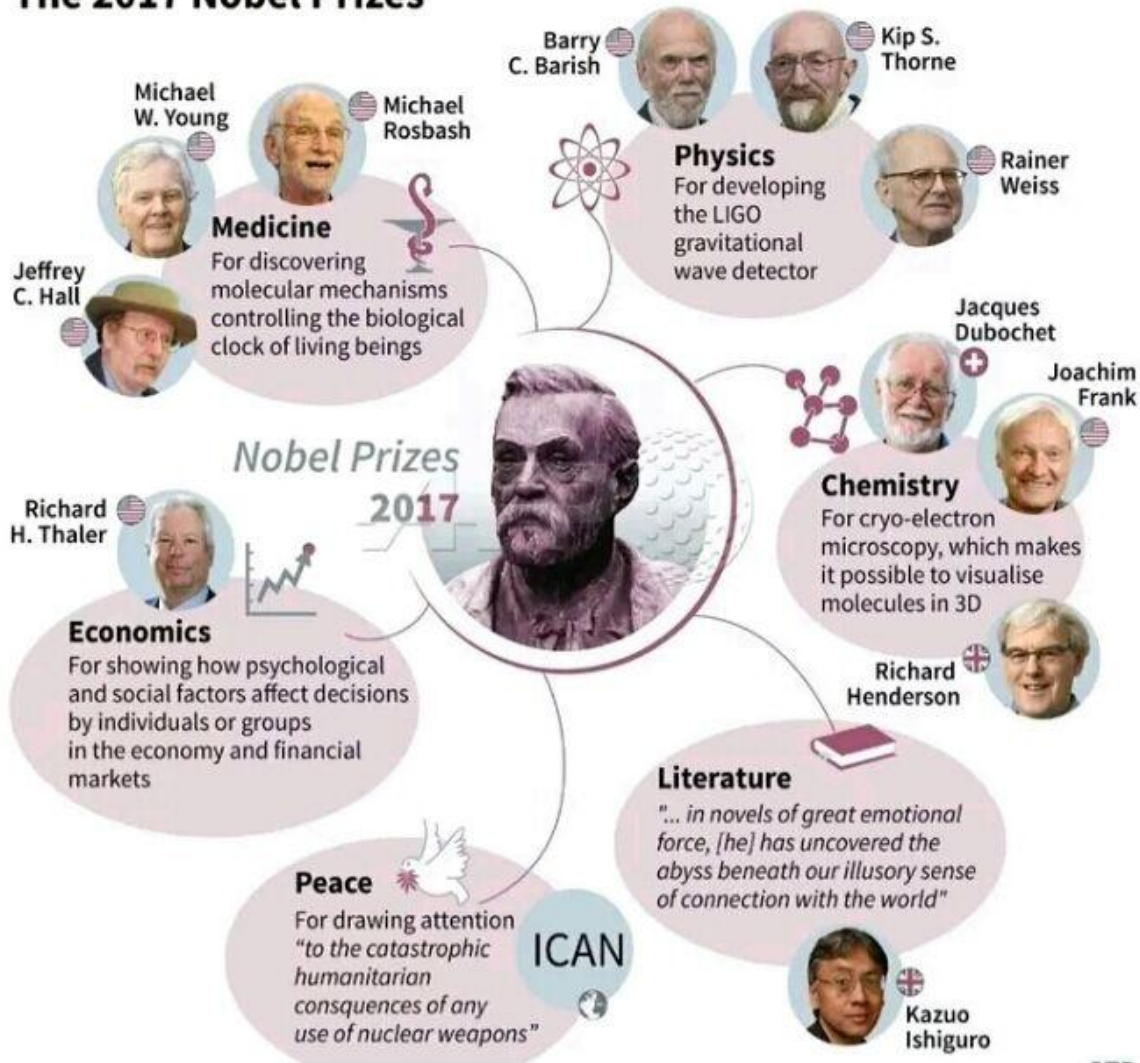 The 2017 Nobel Prizes
Barry
C. Barish
Kip S.
Thorne
Rainer
Weiss
Physics
For developing
the LIGO
gravitational
wave detector
Michael
W. Young
Michael
Rosbash
Jeffrey
C. Hall
Medicine
For discovering
molecular mechanisms
controlling the biological
clock of living beings
Jacques
Dubochet
Joachim
Frank
Chemistry
For cryo-electron
microscopy, which makes
it possible to visualise
molecules in 3D
Richard
Henderson
Nobel Prizes
2017
Richard
H. Thaler
Economics
For showing how psychological
and social factors affect decisions
by individuals or groups
in the economy and financial
markets
Literature
"... in novels of great emotional
force, [he] has uncovered the
abyss beneath our illusory sense
of connection with the world"
Kazuo
Ishiguro
Peace
For drawing attention
“to the catastrophic
humanitarian
consquences of any
use of nuclear weapons”
ICAN